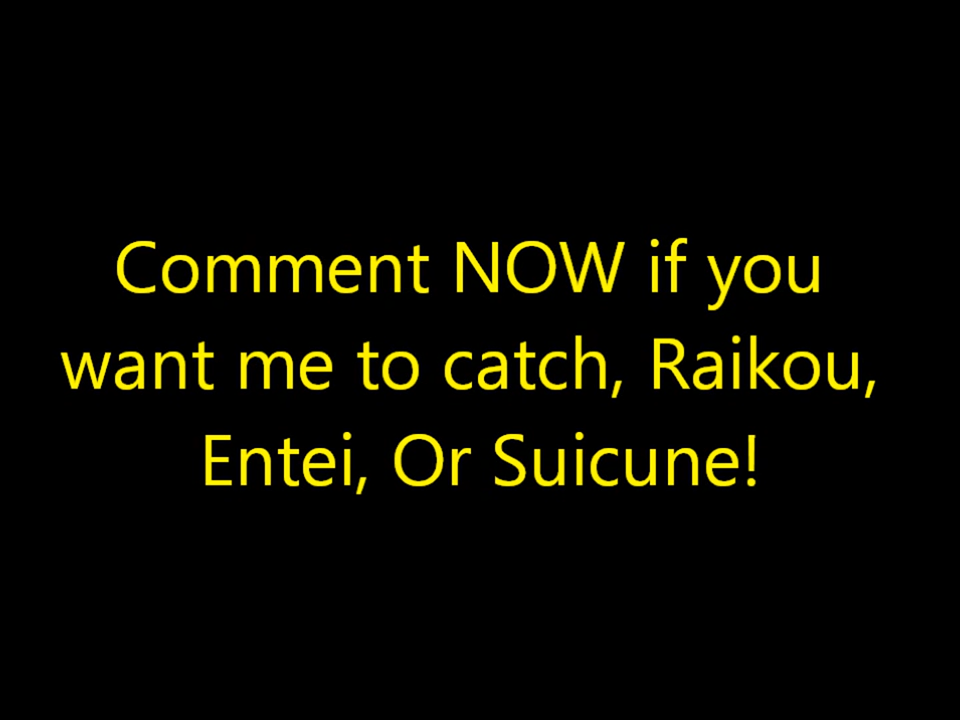 Comment NOW if you
want me to catch, Raikou,
Entei, Or Suicune!